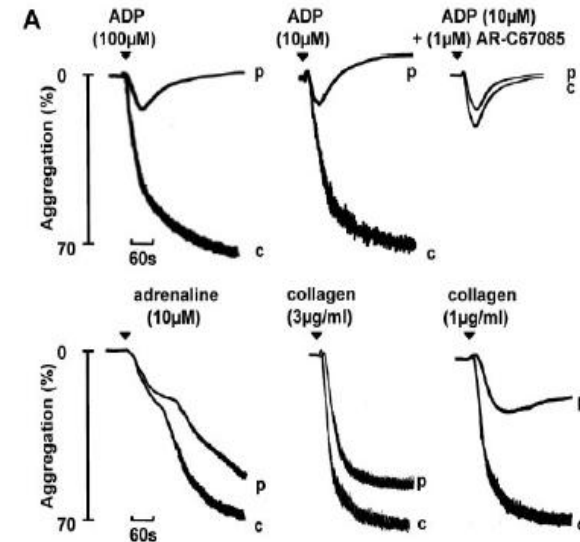 A
ADP
(100µM)
ADP
(10µM)
ADP (10µM)
+ (1µM) AR-C67085
0
p
p
p
c
Aggregation (%)
70
60s
c
c
adrenaline
(10µM)
collagen
(3µg/ml)
collagen
(1µg/ml)
0
Aggregation (%)
p
p
70
60s
c
c